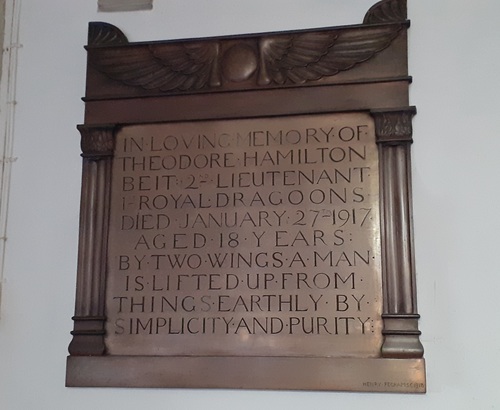 IN·LOVING·MEMORY·OF
THEODORE·HAMILTON
BEIT·2ND·LIEUTENANT
1·ROYAL·DRAGOONS
DIED·JANUARY·27TH·1917
AGED·18·YEARS:
BY·TWO·WINGS·A·MAN·
IS·LIFTED·UP·FROM·
THINGS·EARTHLY·BY·
SIMPLICITY·AND·PURITY: